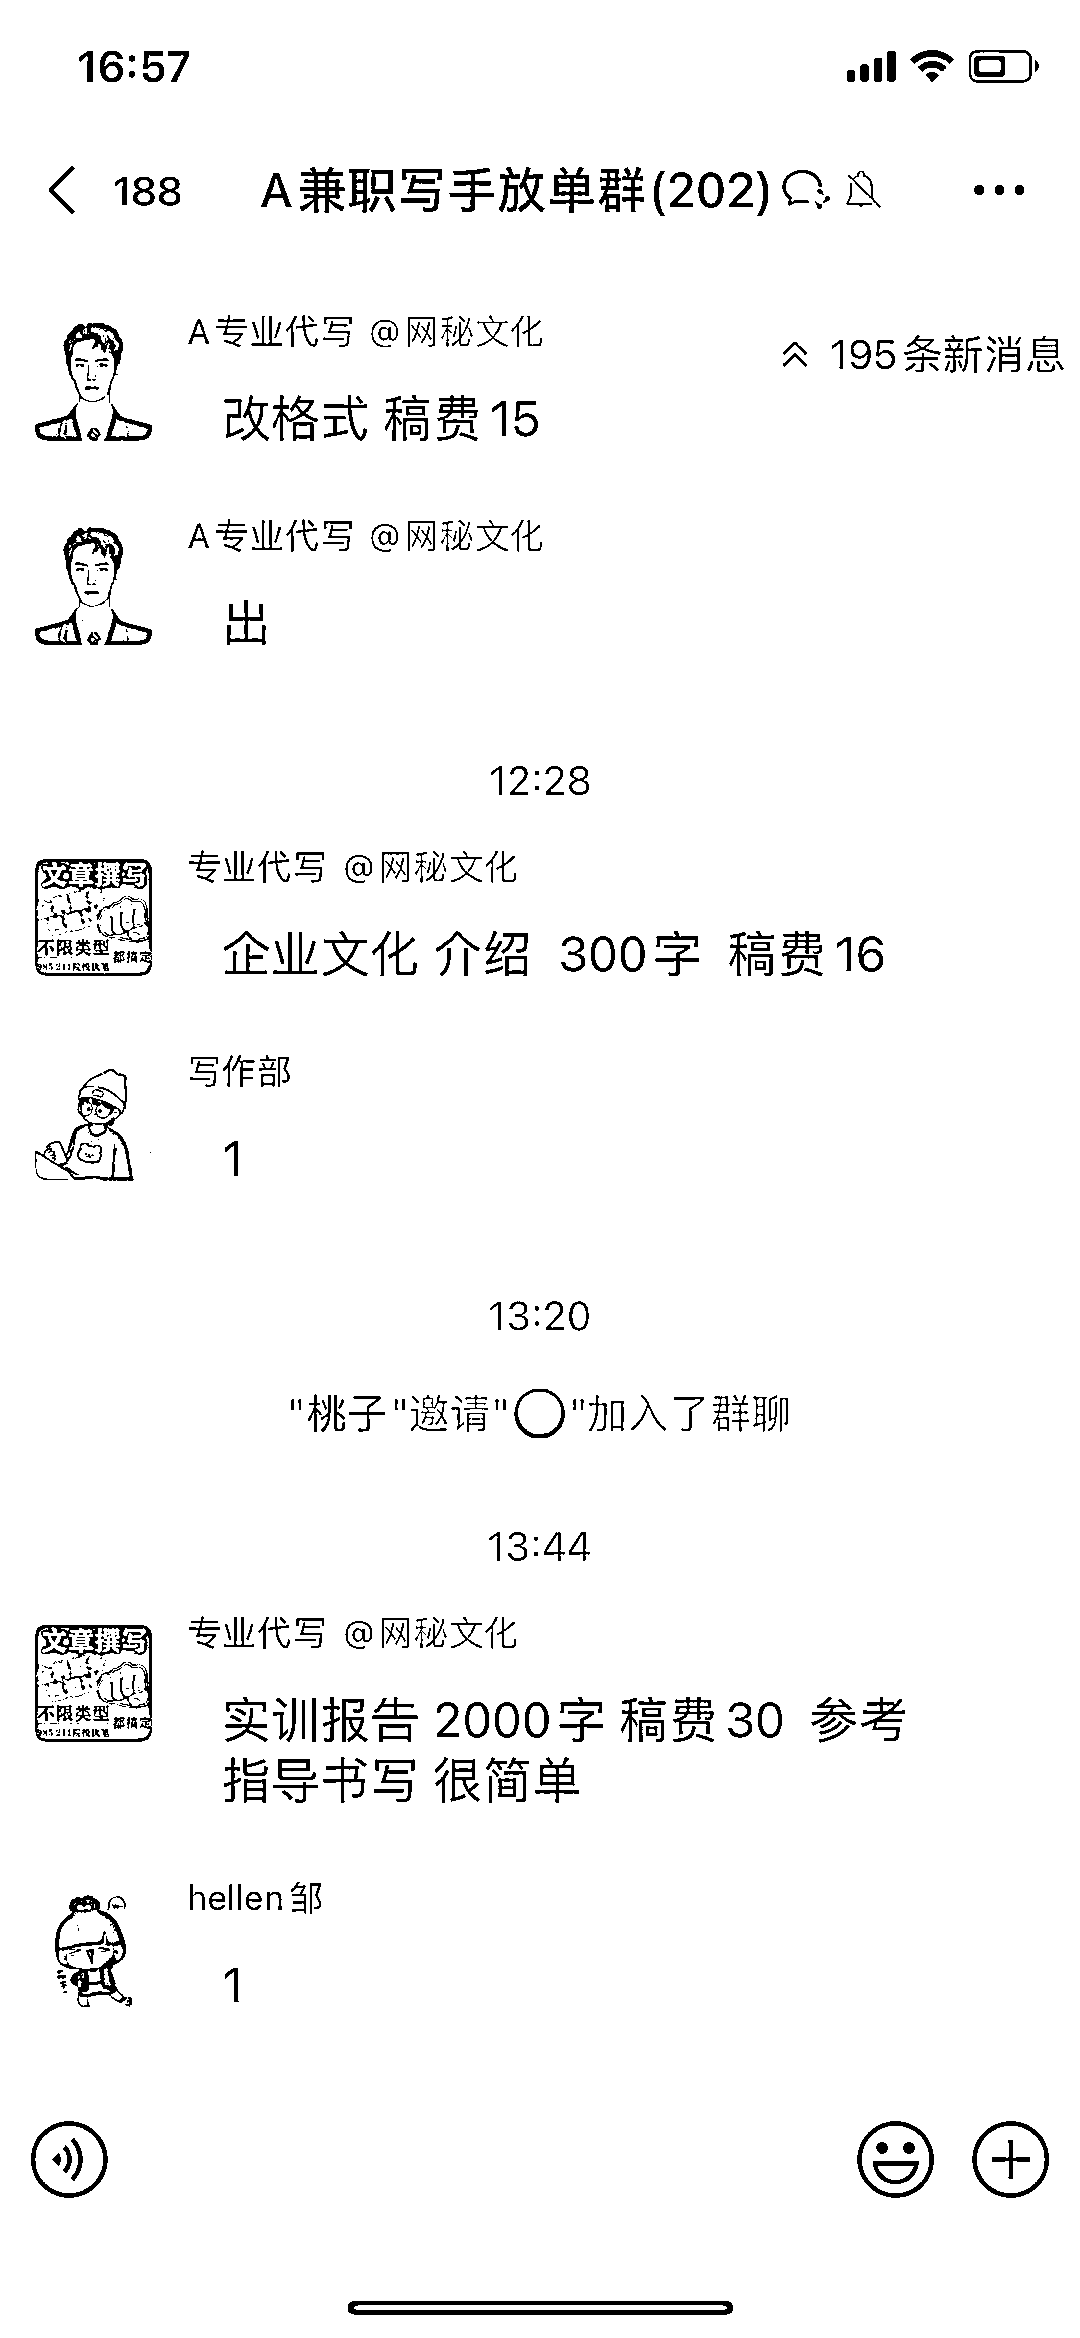 16:57
188
A兼职写手放单群(202)
A专业代写 @网秘文化
195条新消息
改格式 稿费15
A专业代写 @网秘文化
出
12:28
专业代写 @网秘文化
文章撰写
不限类型
都搞定
企业文化 介绍 300字 稿费16
写作部
1
13:20
"桃子"邀请"◯"加入了群聊
13:44
专业代写 @网秘文化
文章撰写
不限类型
都搞定
实训报告 2000字 稿费30 参考
指导书写 很简单
hellen邹
1